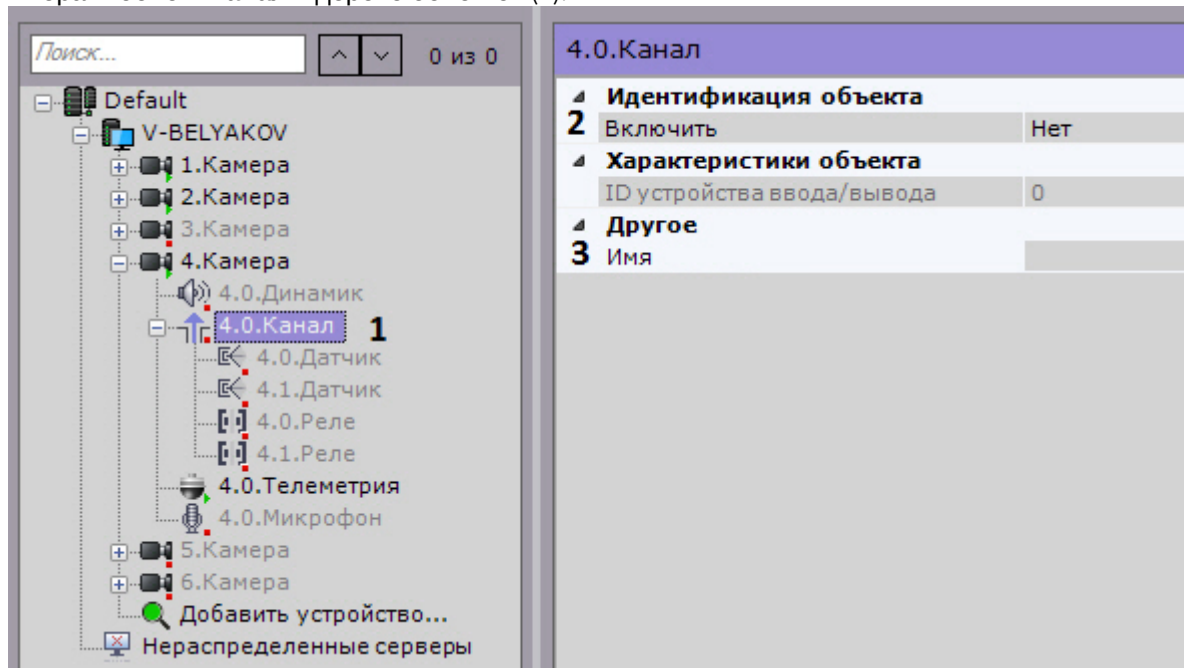 Поиск...
0 из 0
Default
V-BELYAKOV
1.Камера
2.Камера
3.Камера
4.Камера
4.0.Динамик
4.0.Канал 1
4.0.Датчик
4.1.Датчик
4.0.Реле
4.1.Реле
4.0.Телеметрия
4.0.Микрофон
5.Камера
6.Камера
Добавить устройство...
Нераспределенные серверы
4.0.Канал
Идентификация объекта
2 Включить Нет
Характеристики объекта
ID устройства ввода/вывода 0
Другое
3 Имя